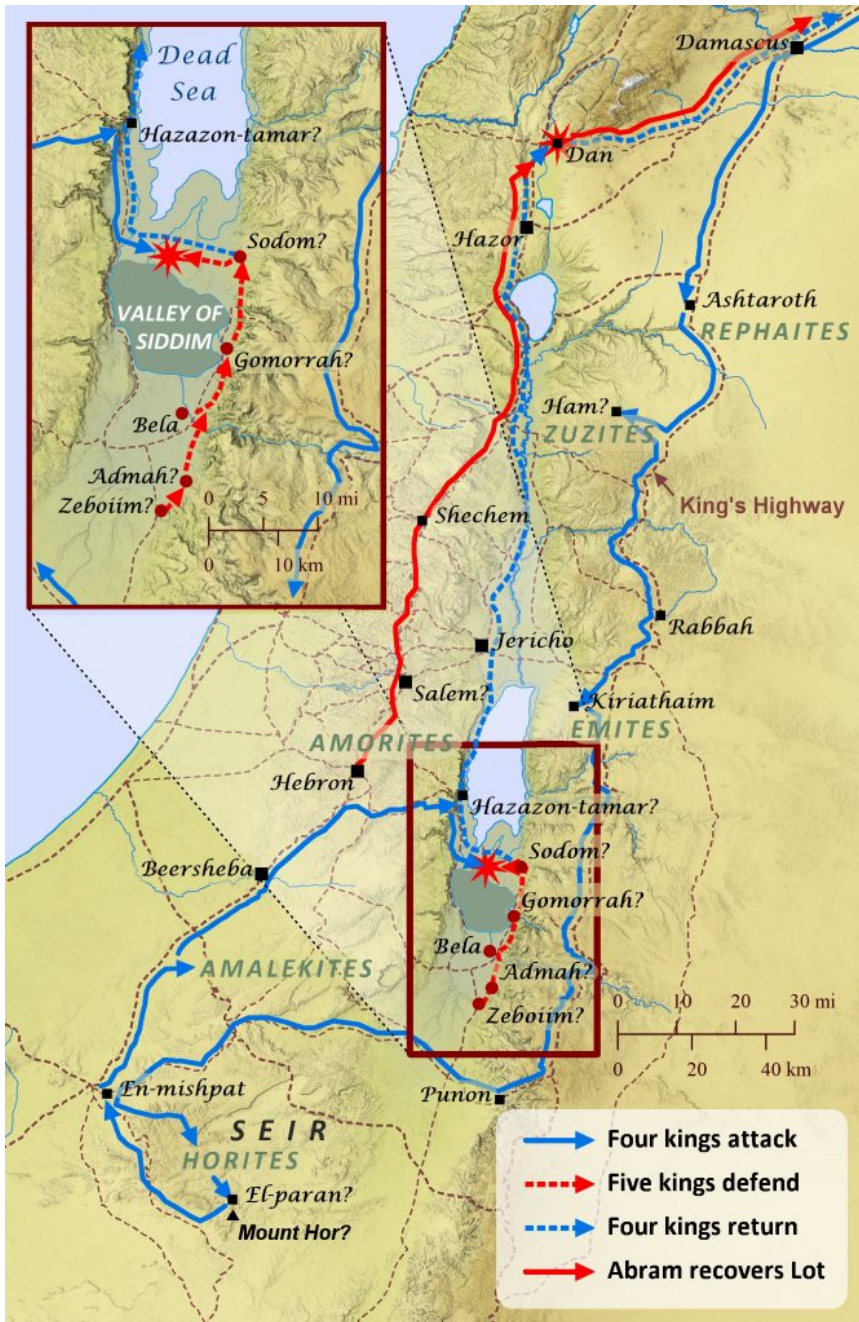 Dead
Sea
Hazazon-tamar?
Sodom?
VALLEY OF
SIDDIM
Gomorrah?
Bela
Admah?
Zeboiim?
0 5 10 mi
0 10 km
Damascus
Dan
Hazor
Ashtaroth
REPHAITES
Ham?
ZUZITES
King's Highway
Shechem
Rabbah
Jericho
Salem?
Kiriathaim
EMITES
AMORITES
Hebron
Hazazon-tamar?
Sodom?
Beersheba
Gomorrah?
Bela
AMALEKITES
Admah?
Zeboiim?
0 10 20 30 mi
0 20 40 km
En-mishpat
Punon
SEIR
HORITES
El-paran?
Mount Hor?
Four kings attack
Five kings defend
Four kings return
Abram recovers Lot